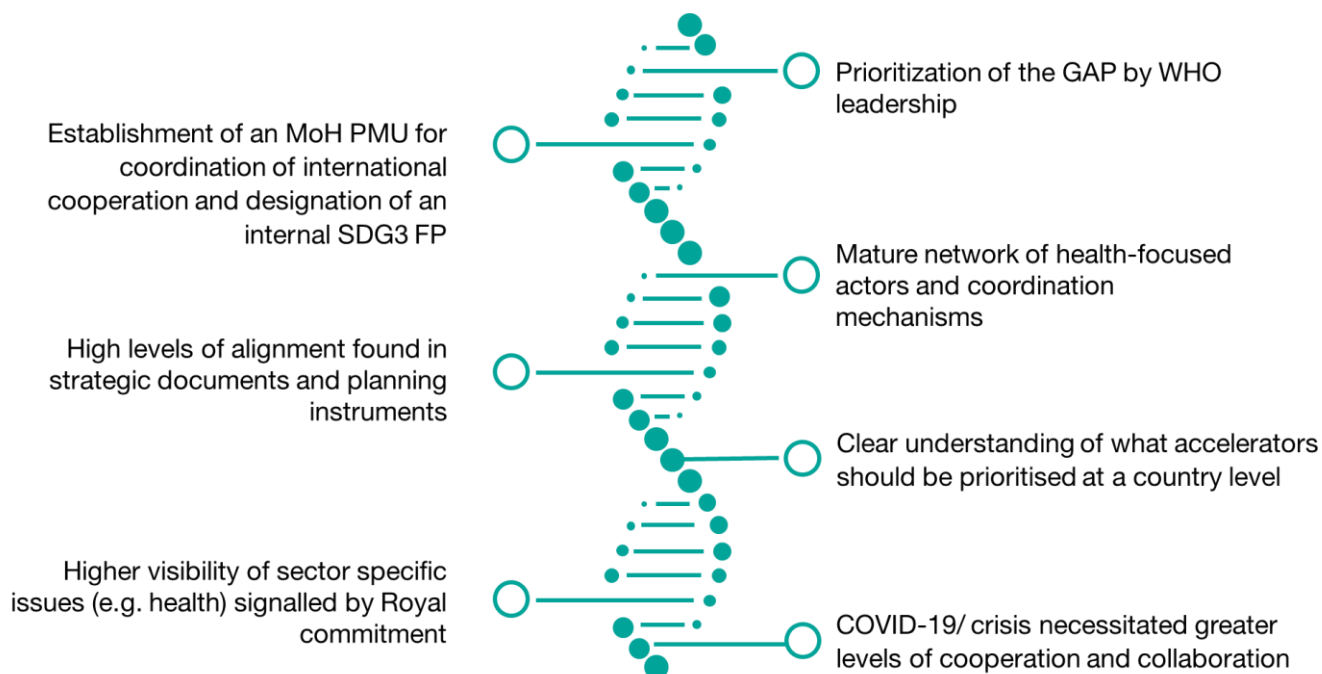 Prioritization of the GAP by WHO
leadership
Establishment of an MoH PMU for
coordination of international
cooperation and designation of an
internal SDG3 FP
Mature network of health-focused
actors and coordination
mechanisms
High levels of alignment found in
strategic documents and planning
instruments
Clear understanding of what accelerators
should be prioritised at a country level
Higher visibility of sector specific
issues (e.g. health) signalled by Royal
commitment
COVID-19/ crisis necessitated greater
levels of cooperation and collaboration